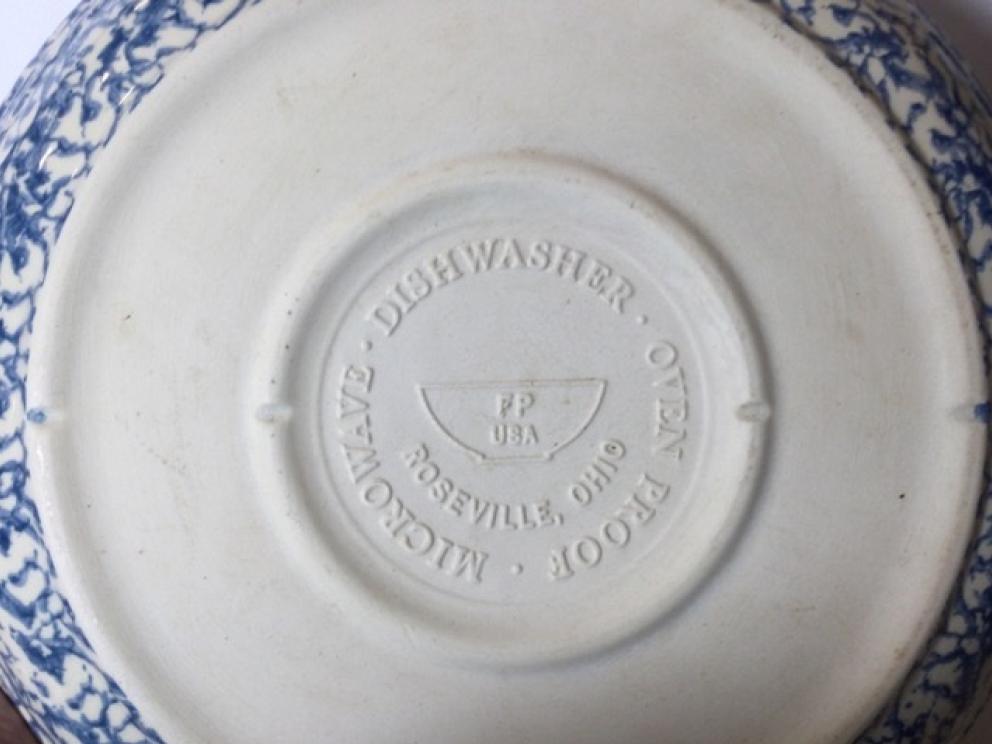 MICROWAVE · DISHWASHER · OVEN PROOF ·
FP
USA
ROSEVILLE, OHIO